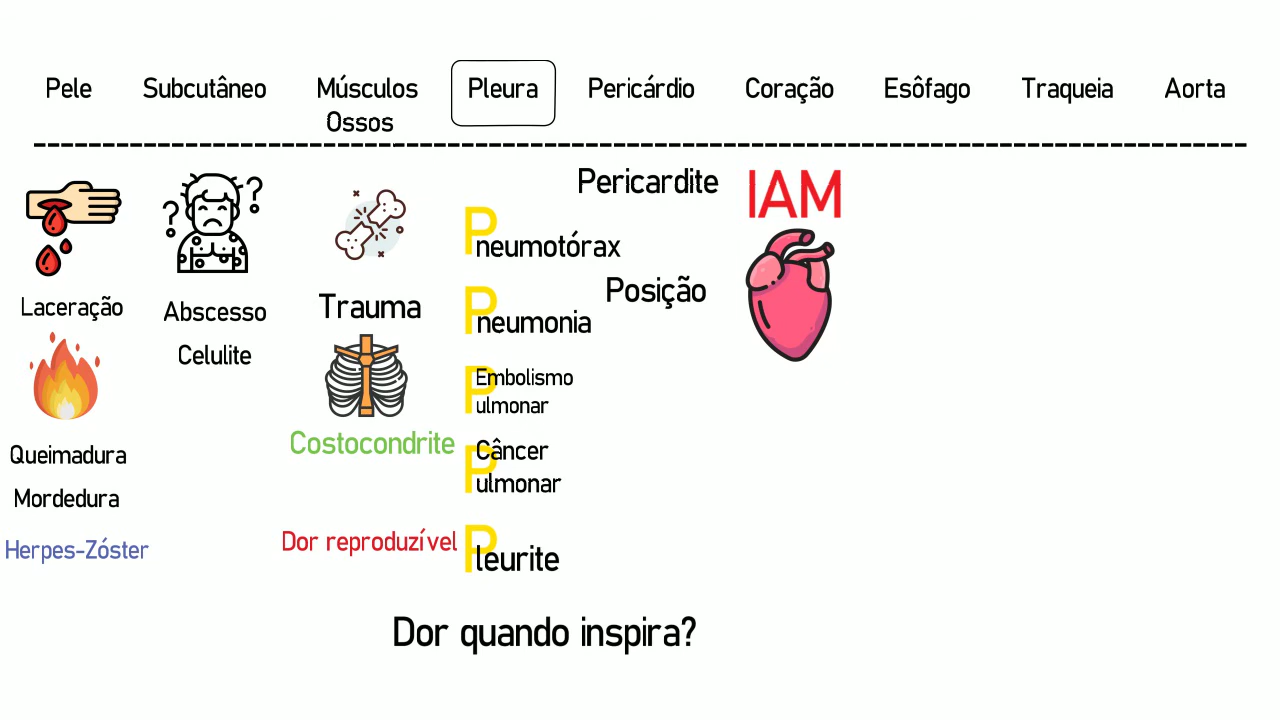 Pele
Subcutâneo
Músculos
Ossos
Pleura
Pericárdio
Coração
Esôfago
Traqueia
Aorta
?
?
Laceração
Queimadura
Mordedura
Herpes-Zóster
Abscesso
Celulite
Trauma
Costocondrite
Dor reproduzível
Pneumotórax
Pneumonia
Embolismo
Pulmonar
Câncer
Pulmonar
Pleurite
Dor quando inspira?
Pericardite
Posição
IAM